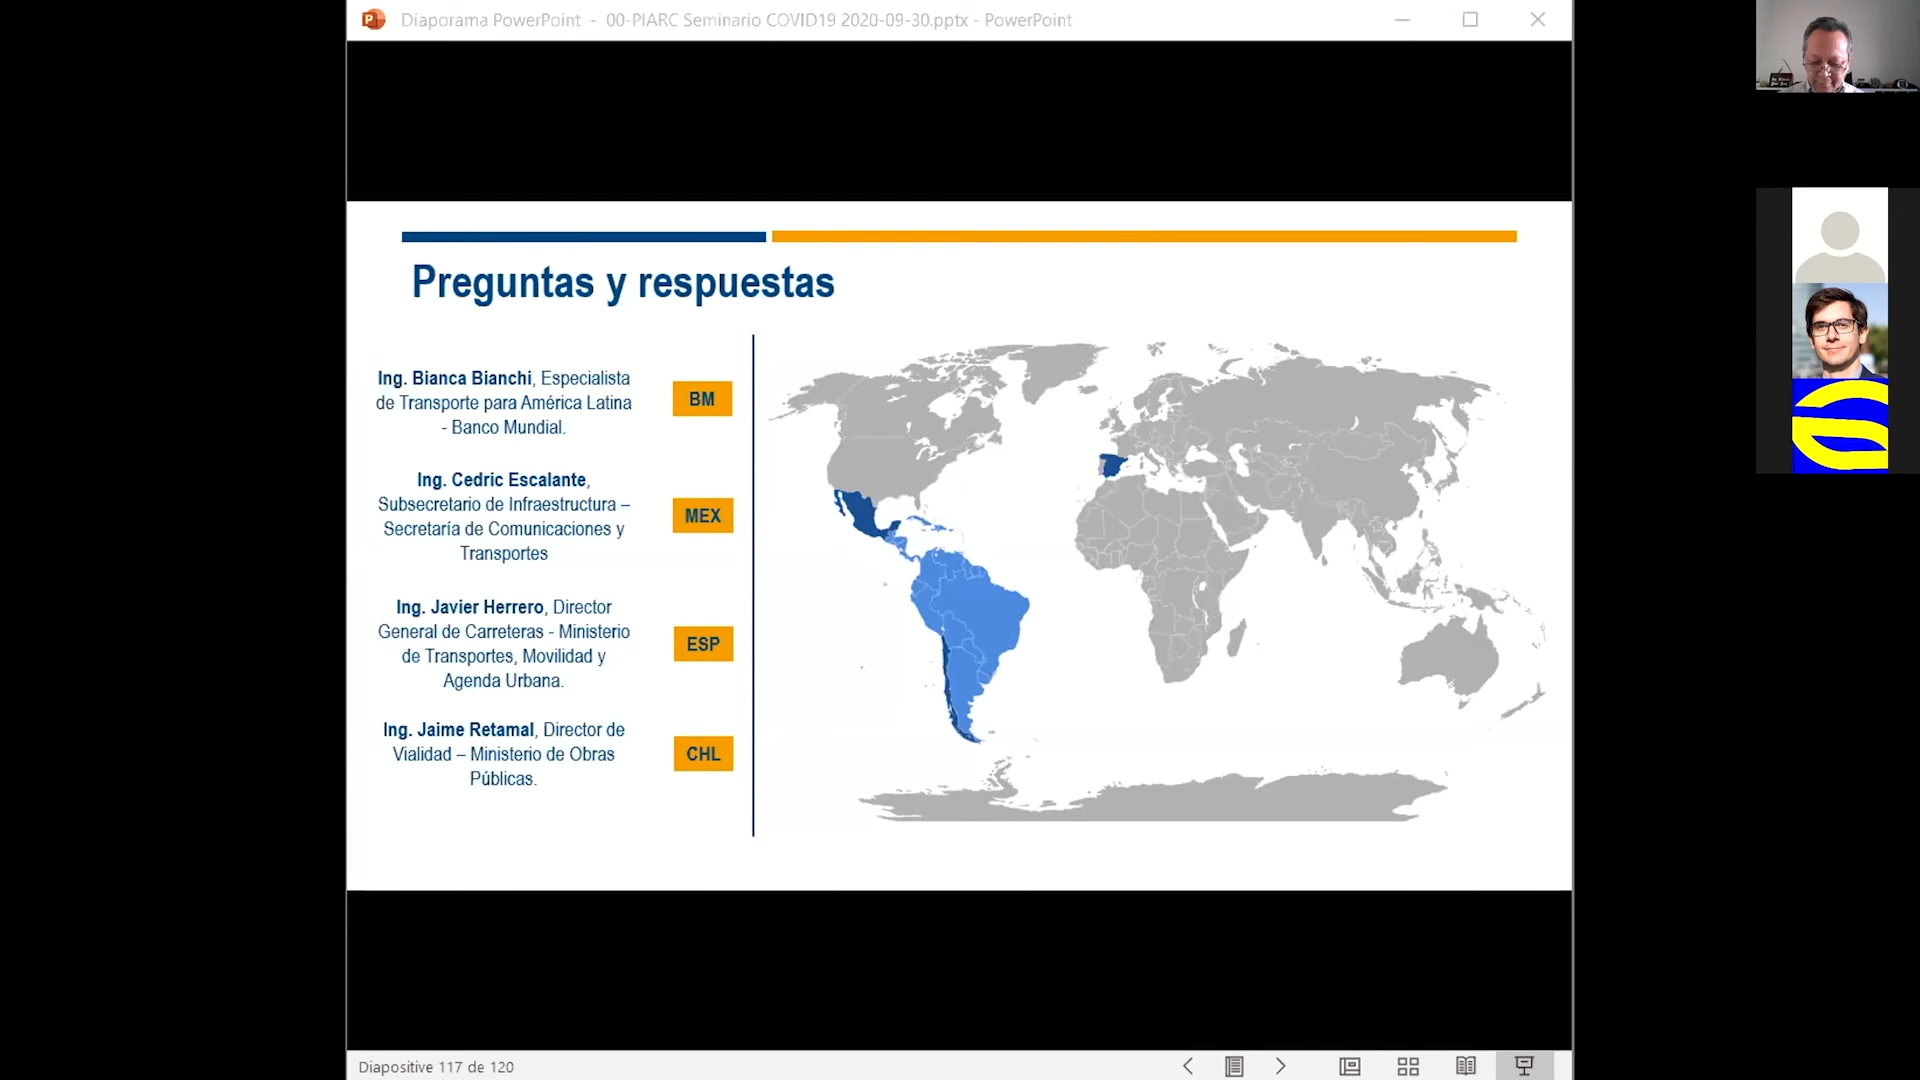 Diaporama PowerPoint - 00-PIARC Seminario COVID19 2020-09-30.pptx - PowerPoint
Preguntas y respuestas
Ing. Bianca Bianchi, Especialista
de Transporte para América Latina
- Banco Mundial.
BM
Ing. Cedric Escalante,
Subsecretario de Infraestructura –
Secretaría de Comunicaciones y
Transportes
MEX
Ing. Javier Herrero, Director
General de Carreteras - Ministerio
de Transportes, Movilidad y
Agenda Urbana.
ESP
Ing. Jaime Retamal, Director de
Vialidad – Ministerio de Obras
Públicas.
CHL
Diapositive 117 de 120